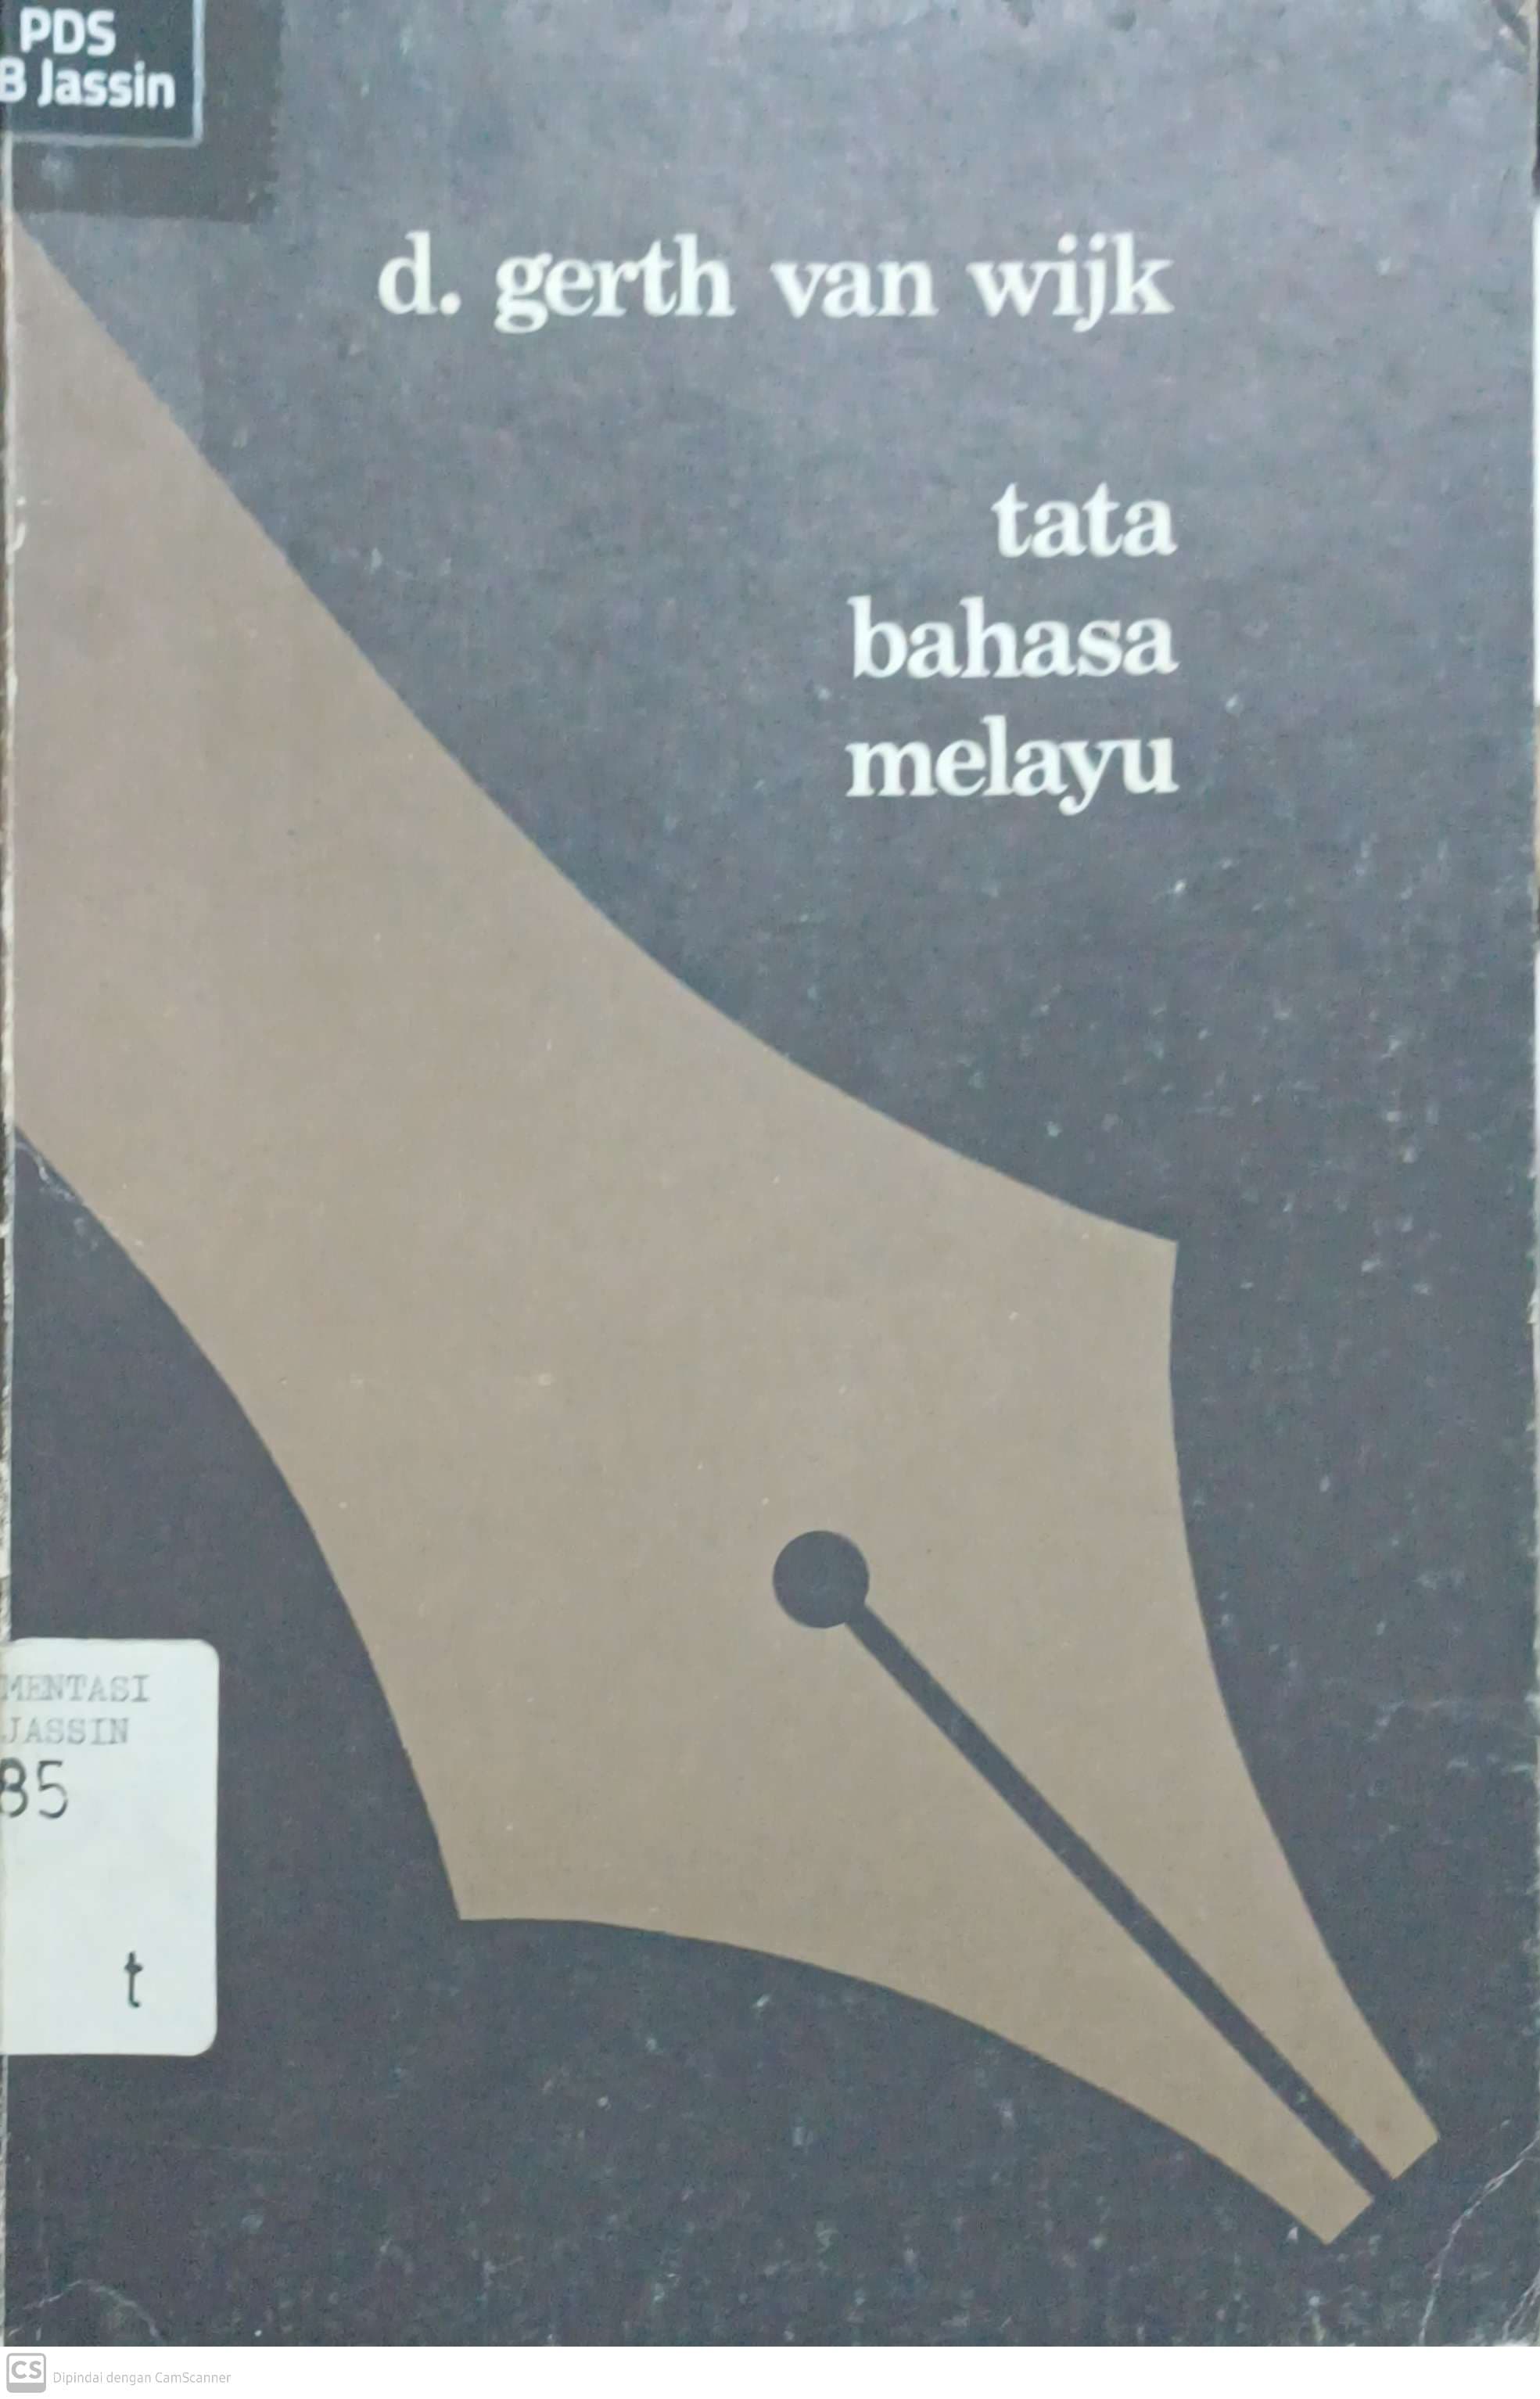 PDS
B Jassin
d. gerth van wijk
tata
bahasa
melayu
MENTASI
JASSIN
85
t
CS Dipindai dengan CamScanner